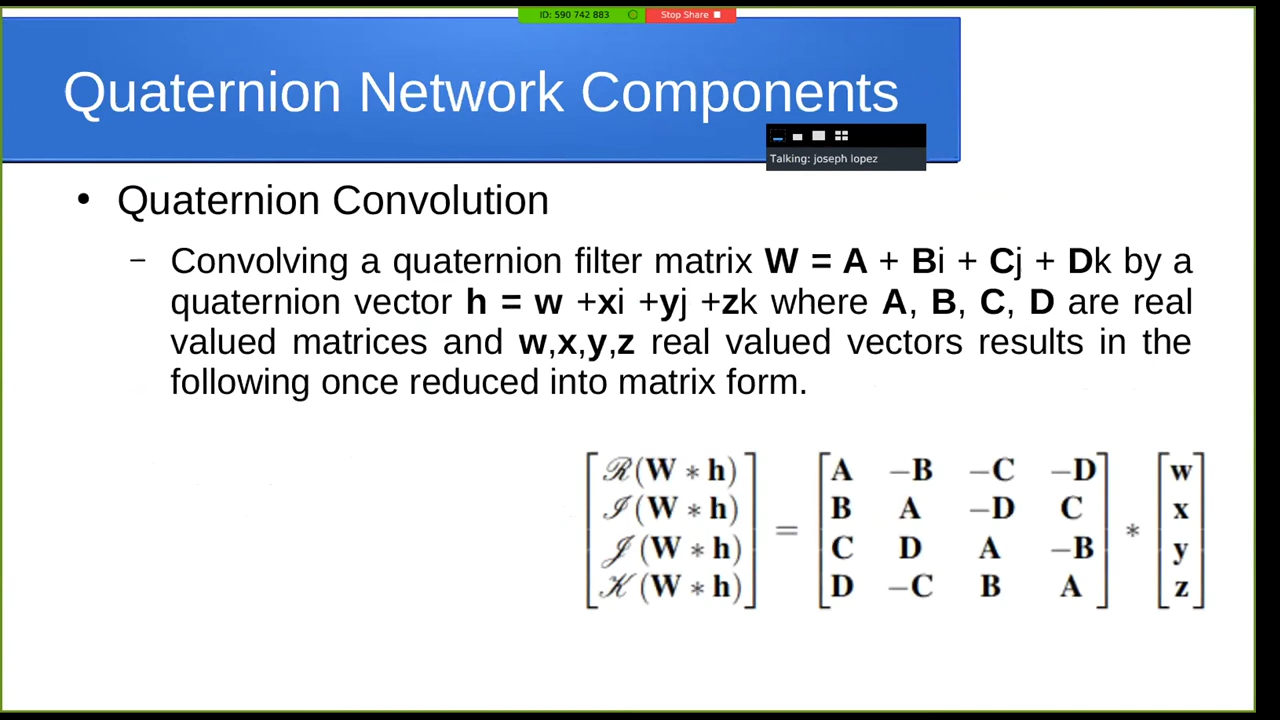 ID: 590 742 883 Stop Share
Quaternion Network Components
Talking: joseph lopez
• Quaternion Convolution
– Convolving a quaternion filter matrix W = A + Bi + Cj + Dk by a
quaternion vector h = w +xi +yj +zk where A, B, C, D are real
valued matrices and w,x,y,z real valued vectors results in the
following once reduced into matrix form.
[ℛ(W ∗ h)] [A −B −C −D] [w]
[ℐ(W ∗ h)] [B A −D C] [x]
= ∗
[𝒥(W ∗ h)] [C D A −B] [y]
[𝒦(W ∗ h)] [D −C B A] [z]